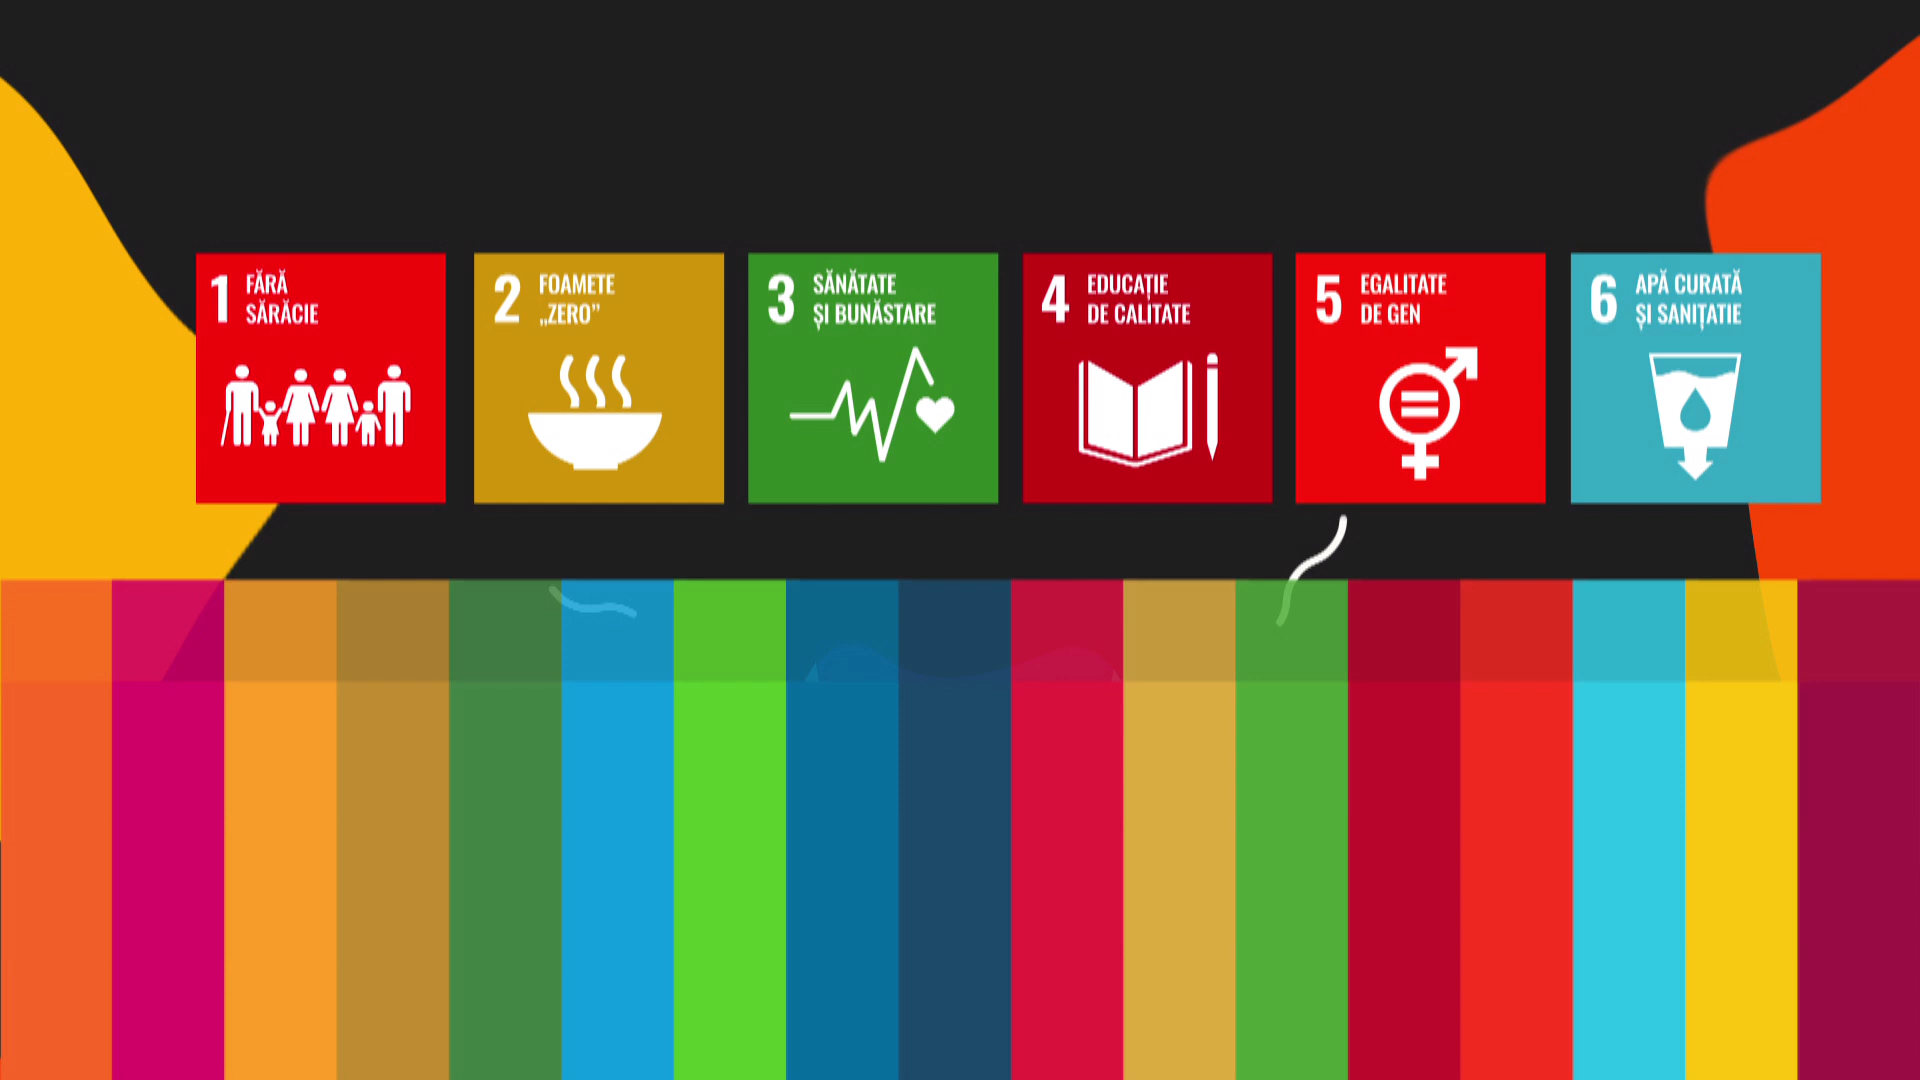 1 FĂRĂ
SĂRĂCIE
2 FOAMETE
„ZERO”
3 SĂNĂTATE
ȘI BUNĂSTARE
4 EDUCAȚIE
DE CALITATE
5 EGALITATE
DE GEN
6 APĂ CURATĂ
ȘI SANITAȚIE